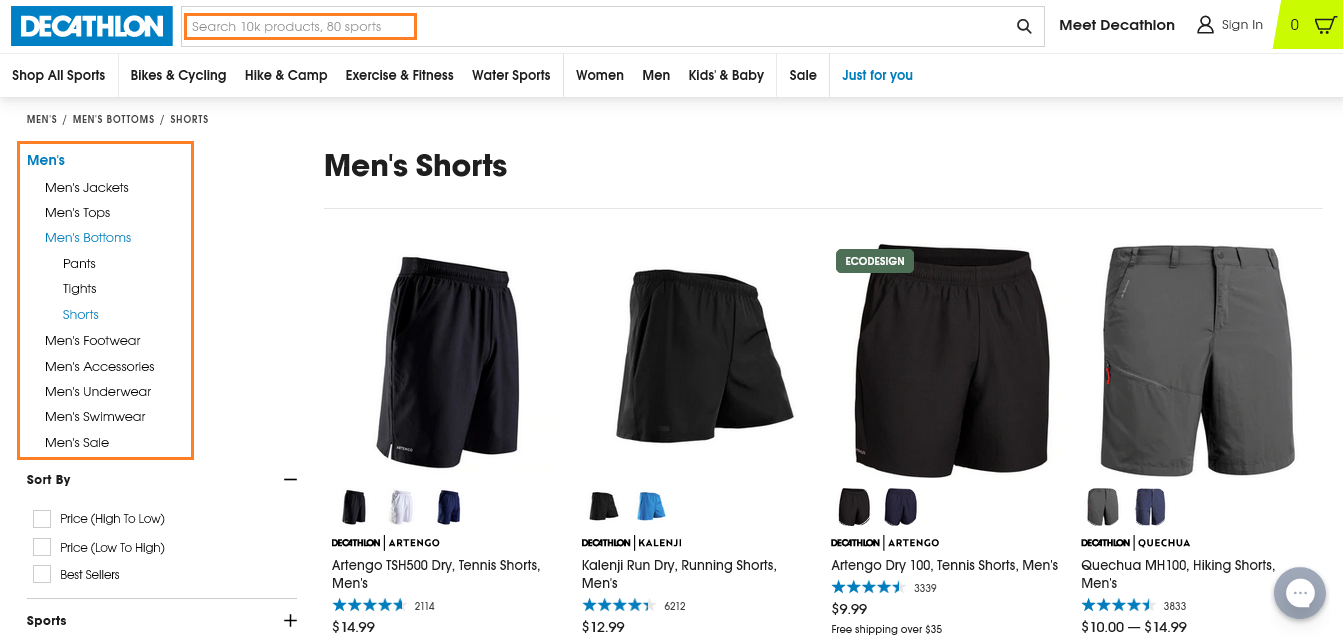 DECATHLON
Search 10k products, 80 sports
Meet Decathlon
Sign In
0
Shop All Sports
Bikes & Cycling
Hike & Camp
Exercise & Fitness
Water Sports
Women
Men
Kids' & Baby
Sale
Just for you
MEN'S / MEN'S BOTTOMS / SHORTS
Men's
Men's Jackets
Men's Tops
Men's Bottoms
Pants
Tights
Shorts
Men's Footwear
Men's Accessories
Men's Underwear
Men's Swimwear
Men's Sale
Sort By
Price (High To Low)
Price (Low To High)
Best Sellers
Sports
Men's Shorts
ARTENGO
DECATHLON | ARTENGO
Artengo TSH500 Dry, Tennis Shorts,
Men's
2114
$14.99
DECATHLON | KALENJI
Kalenji Run Dry, Running Shorts,
Men's
6212
$12.99
ECODESIGN
DECATHLON | ARTENGO
Artengo Dry 100, Tennis Shorts, Men's
3339
$9.99
Free shipping over $35
DECATHLON | QUECHUA
Quechua MH100, Hiking Shorts,
Men's
3833
$10.00 — $14.99